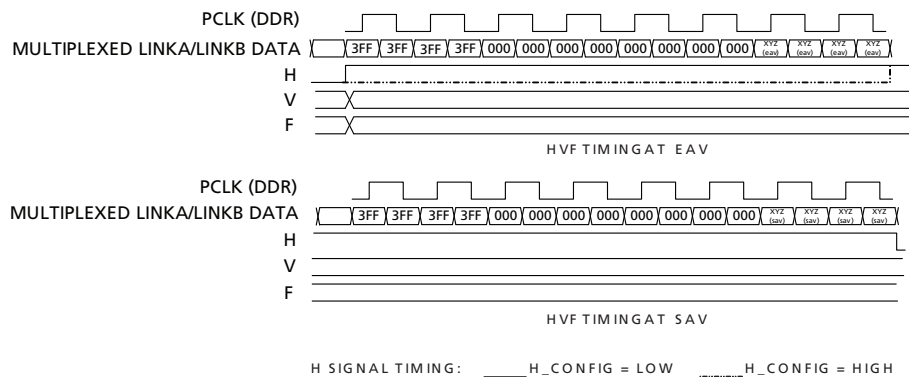 PCLK (DDR)
MULTIPLEXED LINKA/LINKB DATA 3FF 3FF 3FF 3FF 000 000 000 000 000 000 000 000 XYZ (eav) XYZ (eav) XYZ (eav) XYZ (eav)
H
V
F
HVF TIMING AT EAV
PCLK (DDR)
MULTIPLEXED LINKA/LINKB DATA 3FF 3FF 3FF 3FF 000 000 000 000 000 000 000 000 XYZ (sav) XYZ (sav) XYZ (sav) XYZ (sav)
H
V
F
HVF TIMING AT SAV
H SIGNAL TIMING: H_CONFIG = LOW H_CONFIG = HIGH